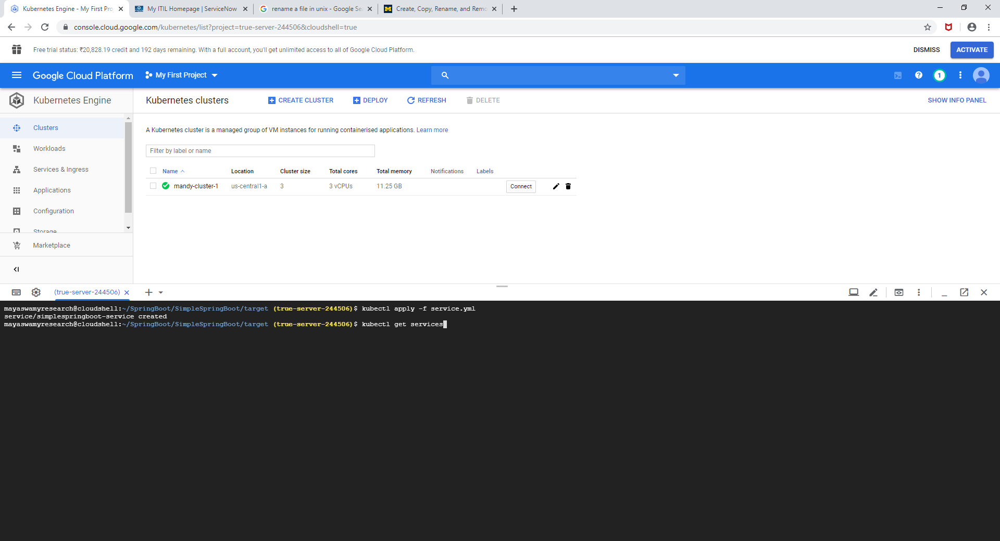 Kubernetes Engine - My First Pro
My ITIL Homepage | ServiceNow
rename a file in unix - Google Se
Create, Copy, Rename, and Remo
console.cloud.google.com/kubernetes/list?project=true-server-244506&cloudshell=true
Free trial status: ₹20,828.19 credit and 192 days remaining. With a full account, you'll get unlimited access to all of Google Cloud Platform.
DISMISS
ACTIVATE
Google Cloud Platform
My First Project
1
Kubernetes Engine
Kubernetes clusters
CREATE CLUSTER
DEPLOY
REFRESH
DELETE
SHOW INFO PANEL
Clusters
Workloads
Services & Ingress
Applications
Configuration
Storage
Marketplace
A Kubernetes cluster is a managed group of VM instances for running containerised applications. Learn more
Filter by label or name
Name Location Cluster size Total cores Total memory Notifications Labels
mandy-cluster-1 us-central1-a 3 3 vCPUs 11.25 GB Connect
(true-server-244506)
mayaswamyresearch@cloudshell:~/SpringBoot/SimpleSpringBoot/target (true-server-244506)$ kubectl apply -f service.yml
service/simplespringboot-service created
mayaswamyresearch@cloudshell:~/SpringBoot/SimpleSpringBoot/target (true-server-244506)$ kubectl get services